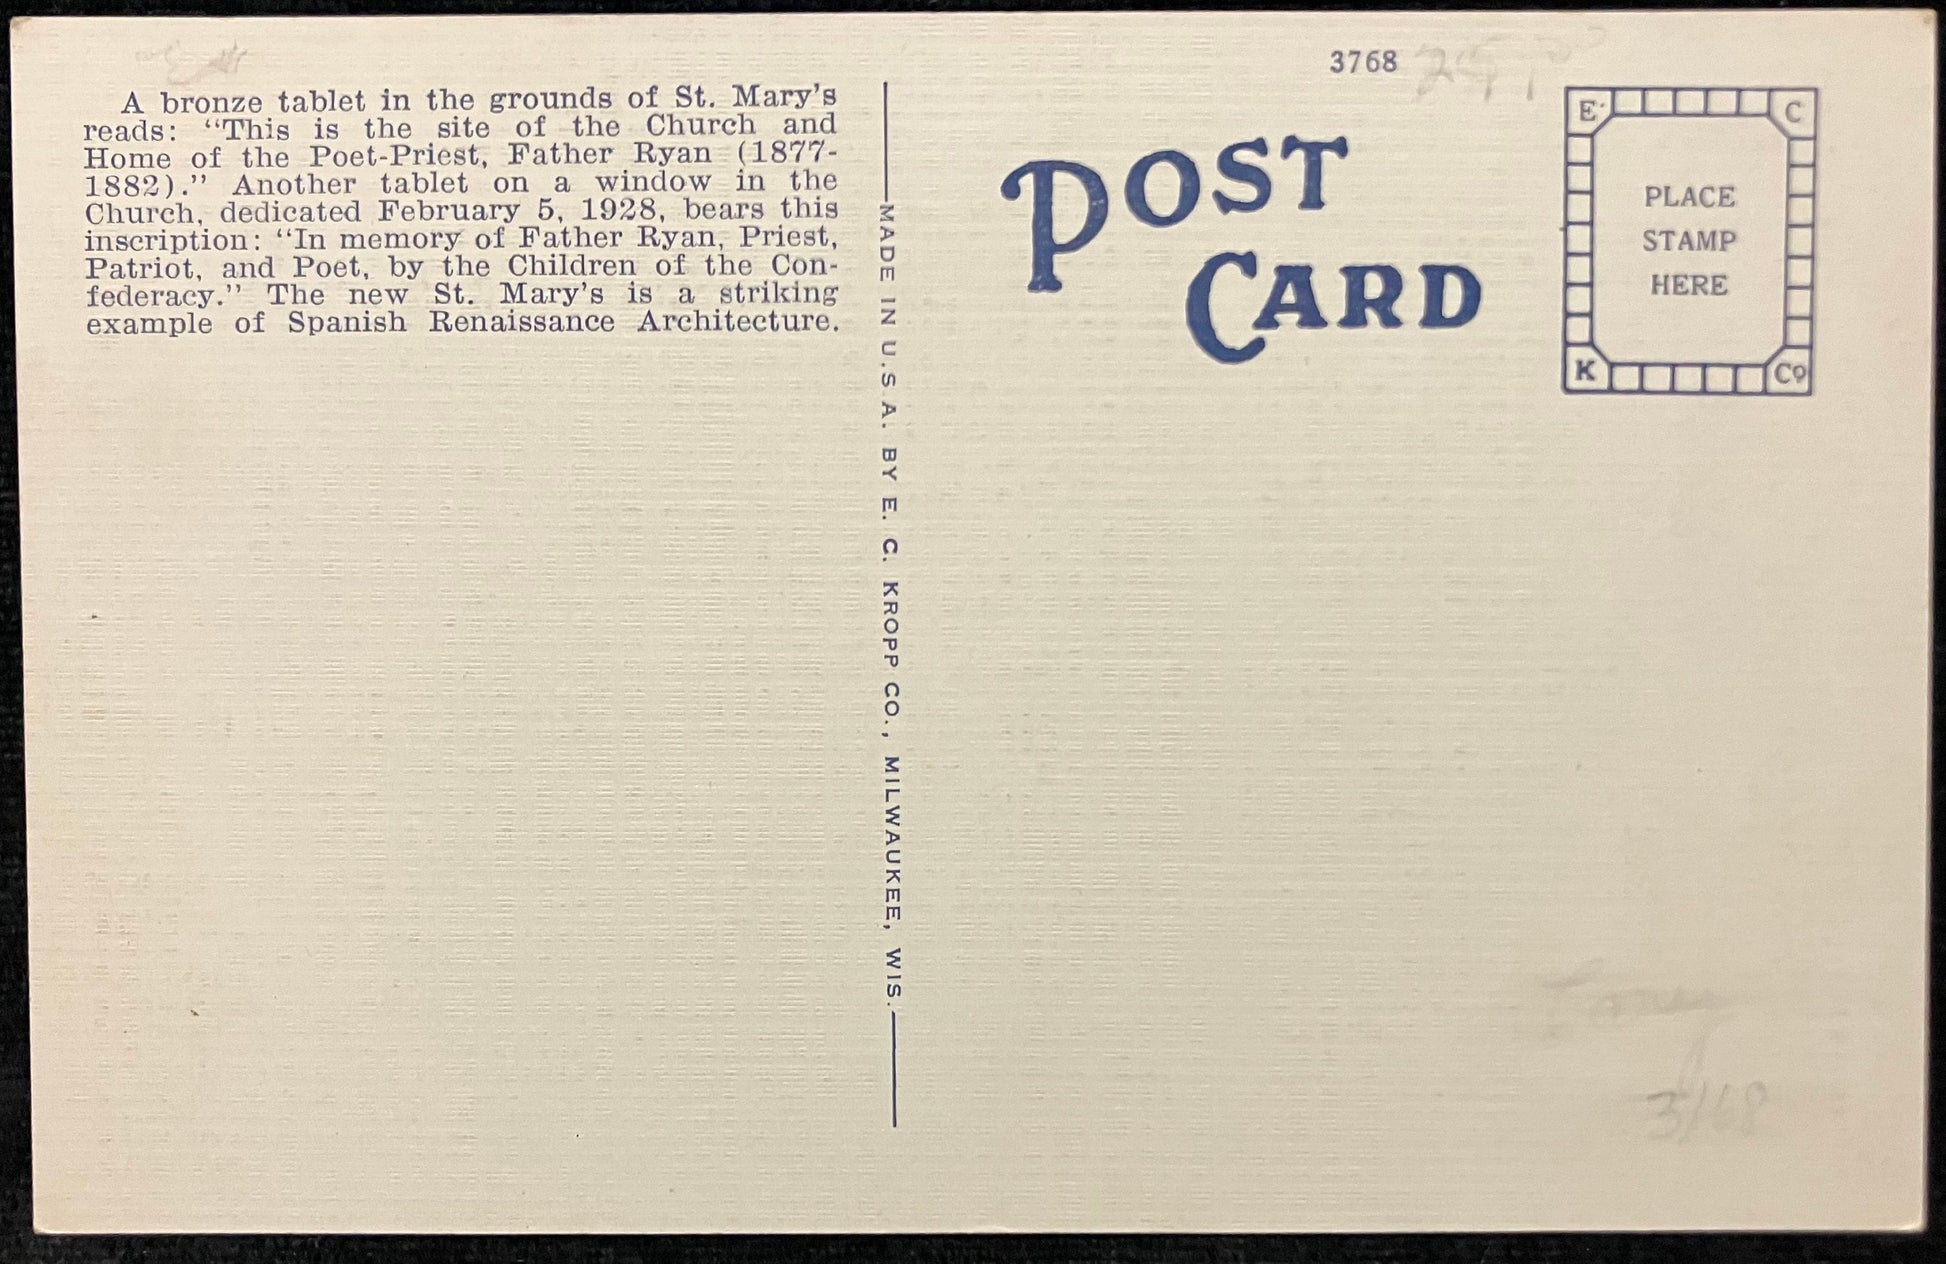 A bronze tablet in the grounds of St. Mary's
reads: "This is the site of the Church and
Home of the Poet-Priest, Father Ryan (1877-
1882)." Another tablet on a window in the
Church, dedicated February 5, 1928, bears this
inscription: "In memory of Father Ryan, Priest,
Patriot, and Poet, by the Children of the Con-
federacy." The new St. Mary's is a striking
example of Spanish Renaissance Architecture.
MADE IN U.S.A. BY E. C. KROPP CO., MILWAUKEE, WIS.
3768
POST
CARD
E. C
PLACE
STAMP
HERE
K Co
3/68